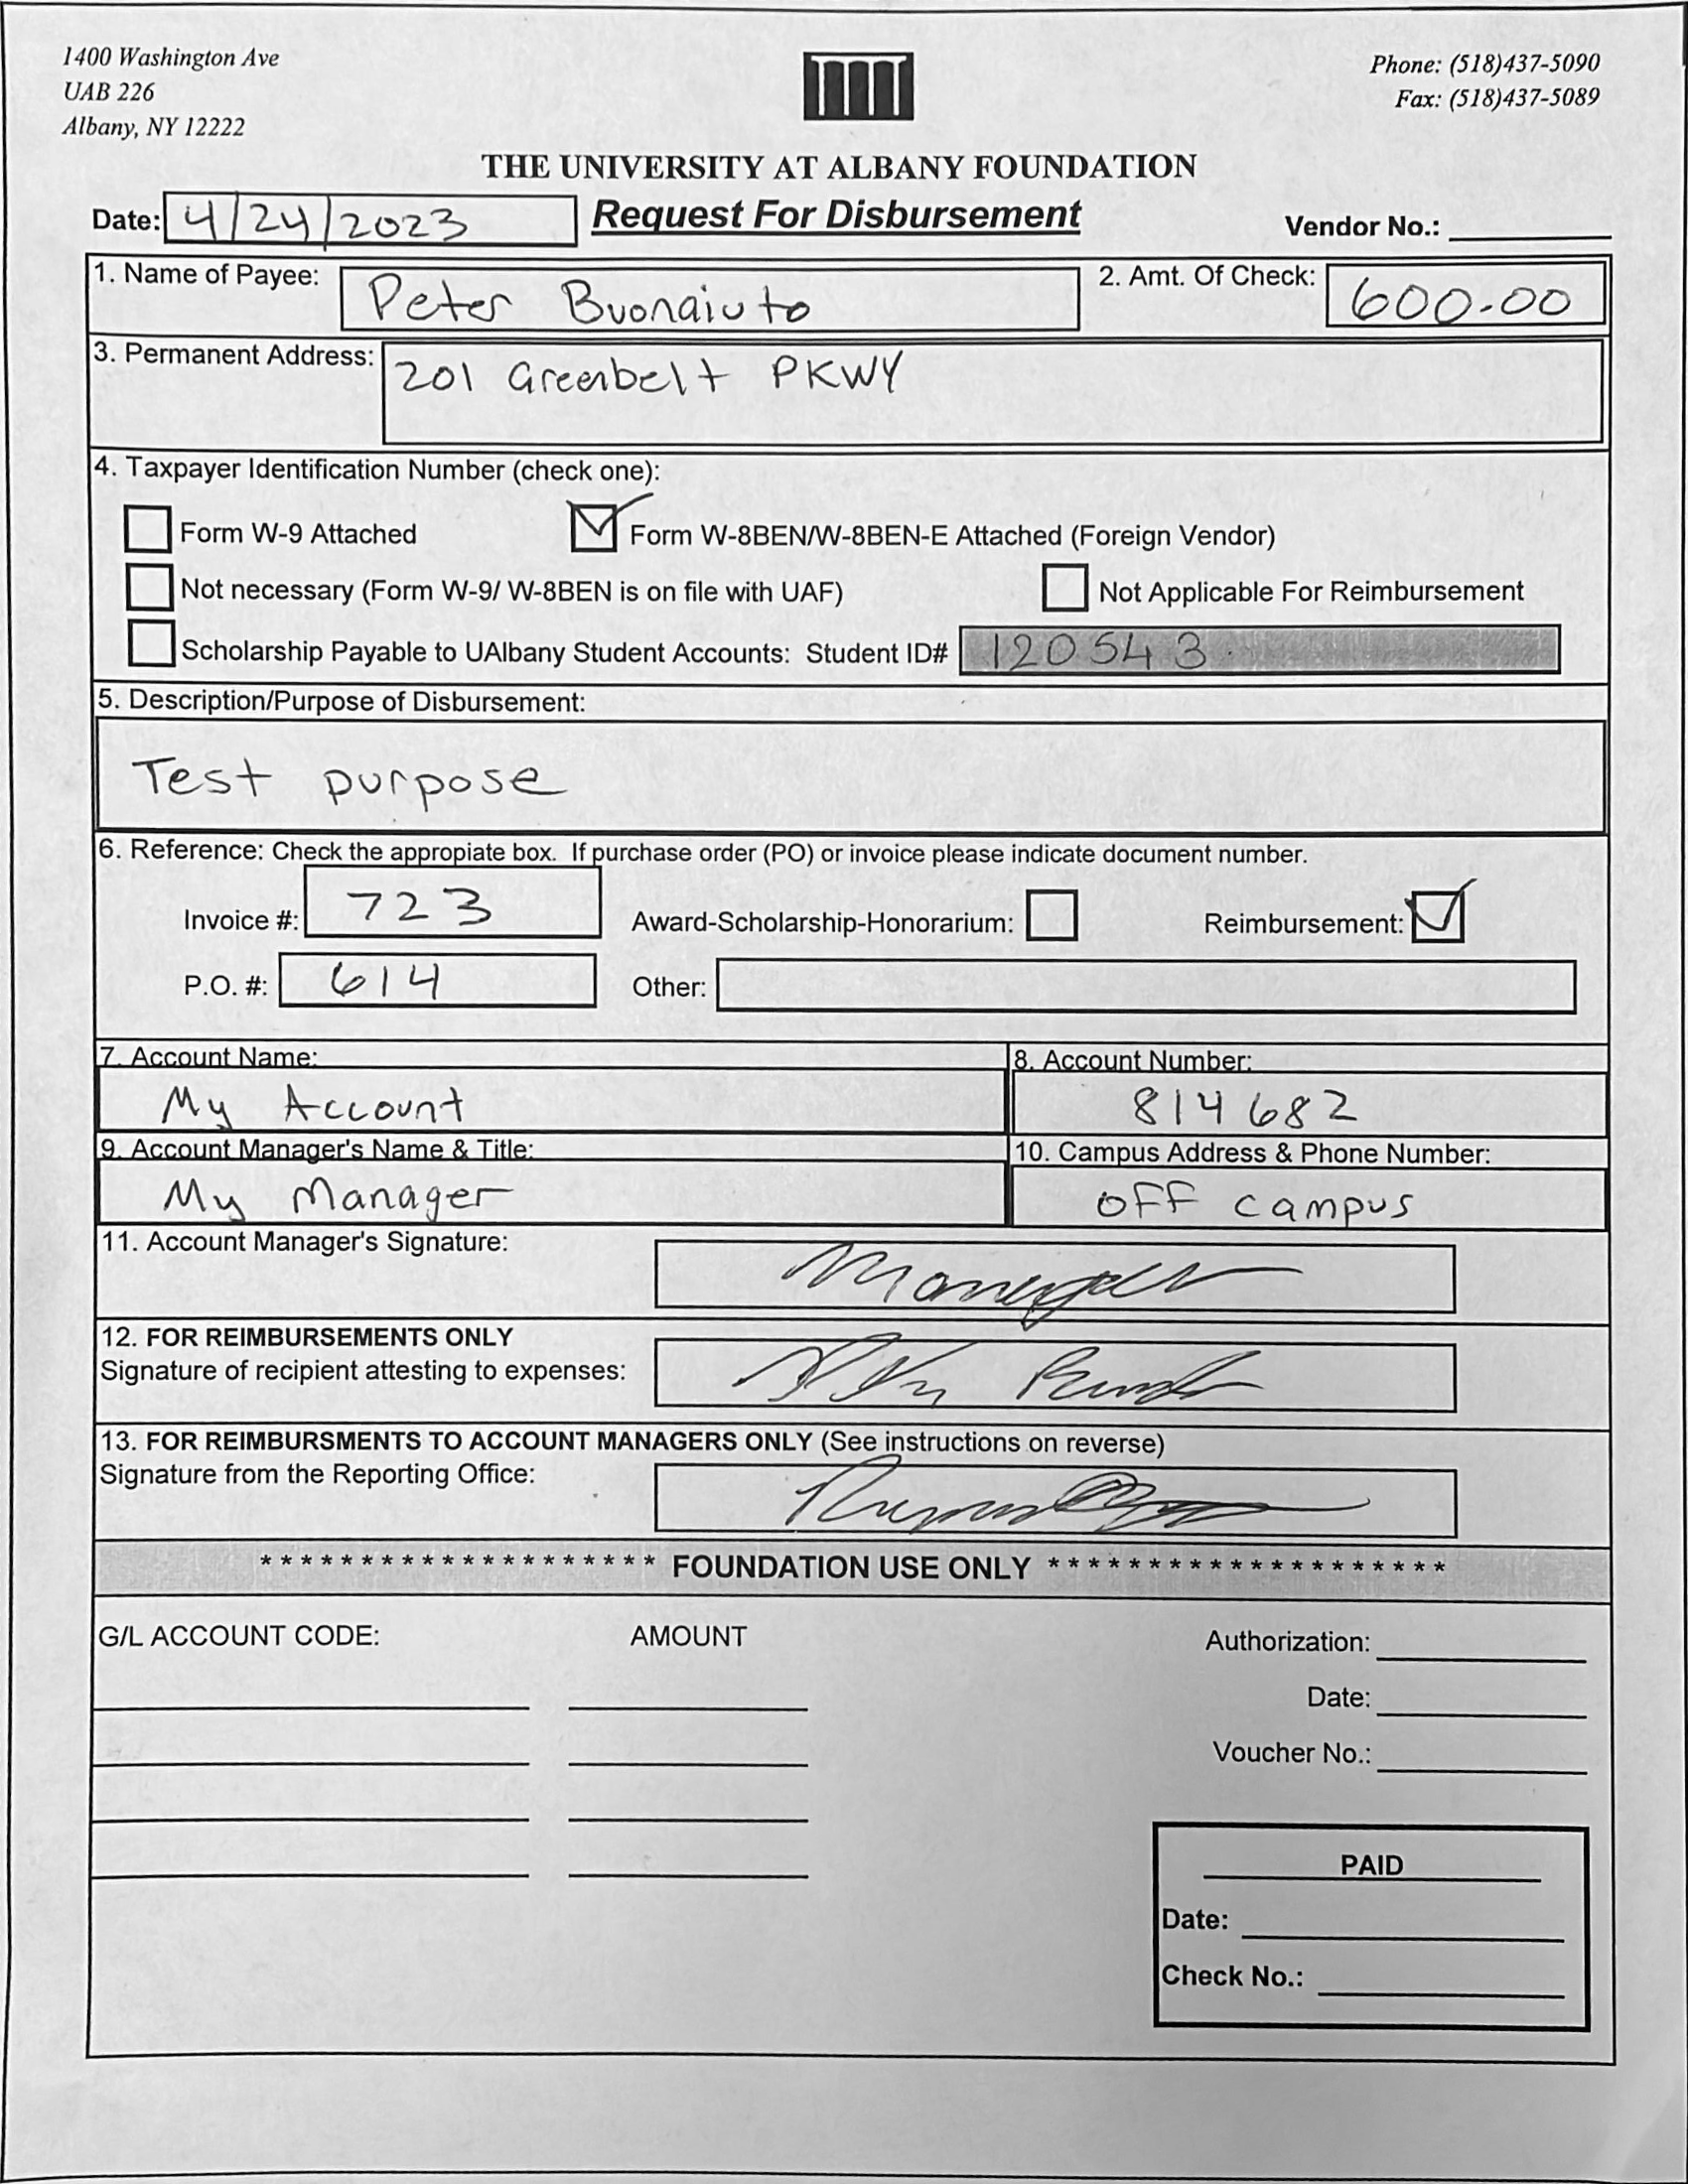 1400 Washington Ave
UAB 226
Albany, NY 12222
Phone: (518)437-5090
Fax: (518)437-5089
THE UNIVERSITY AT ALBANY FOUNDATION
Date: 4/24/2023 Request For Disbursement Vendor No.:
1. Name of Payee: Peter Buonaiuto 2. Amt. Of Check: 600.00
3. Permanent Address: 201 Greenbelt PKWY
4. Taxpayer Identification Number (check one):
Form W-9 Attached Form W-8BEN/W-8BEN-E Attached (Foreign Vendor)
Not necessary (Form W-9/ W-8BEN is on file with UAF) Not Applicable For Reimbursement
Scholarship Payable to UAlbany Student Accounts: Student ID# 120543
5. Description/Purpose of Disbursement:
Test purpose
6. Reference: Check the appropiate box. If purchase order (PO) or invoice please indicate document number.
Invoice #: 723 Award-Scholarship-Honorarium: Reimbursement:
P.O. #: 614 Other:
7. Account Name: 8. Account Number:
My Account 814682
9. Account Manager's Name & Title: 10. Campus Address & Phone Number:
My Manager off campus
11. Account Manager's Signature:
12. FOR REIMBURSEMENTS ONLY
Signature of recipient attesting to expenses:
13. FOR REIMBURSMENTS TO ACCOUNT MANAGERS ONLY (See instructions on reverse)
Signature from the Reporting Office:
* * * * * * * * * * * * * * * * * * * * FOUNDATION USE ONLY * * * * * * * * * * * * * * * * * * * *
G/L ACCOUNT CODE: AMOUNT Authorization:
Date:
Voucher No.:
PAID
Date:
Check No.: